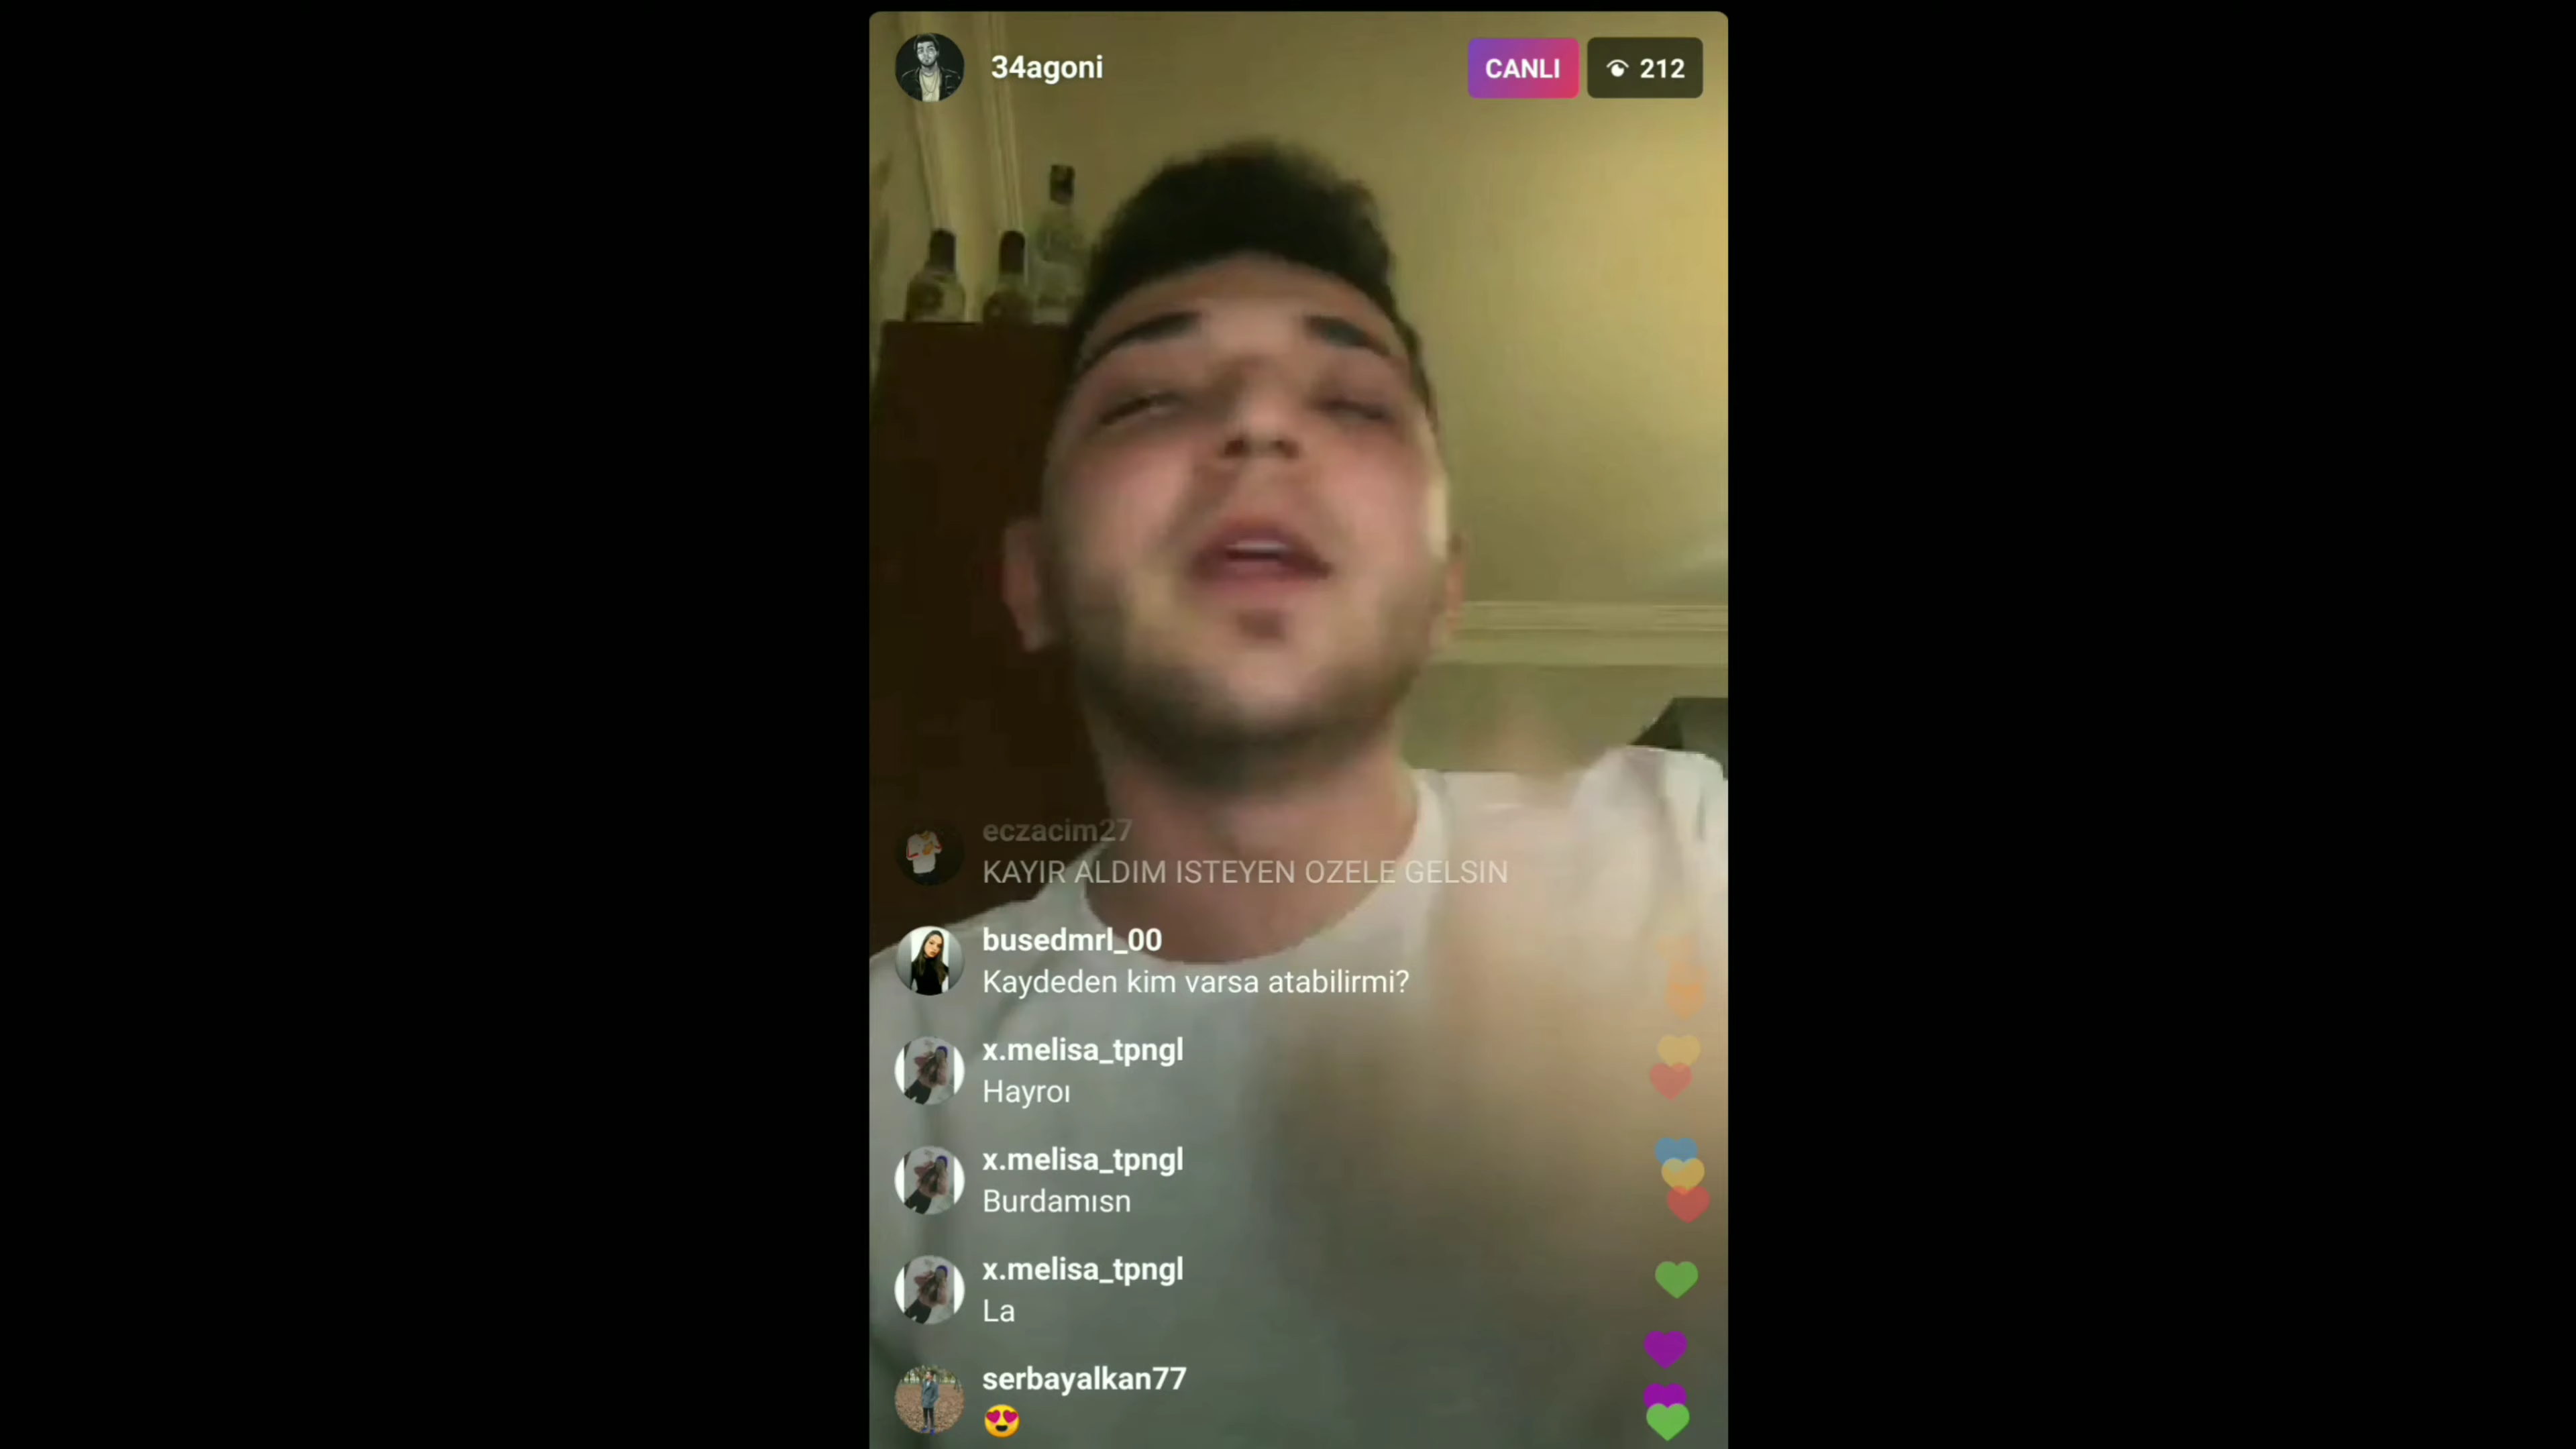 34agoni
CANLI
212
eczacim27
KAYIR ALDIM ISTEYEN OZELE GELSIN
busedmrl_00
Kaydeden kim varsa atabilirmi?
x.melisa_tpngl
Hayroı
x.melisa_tpngl
Burdamısn
x.melisa_tpngl
La
serbayalkan77
😍